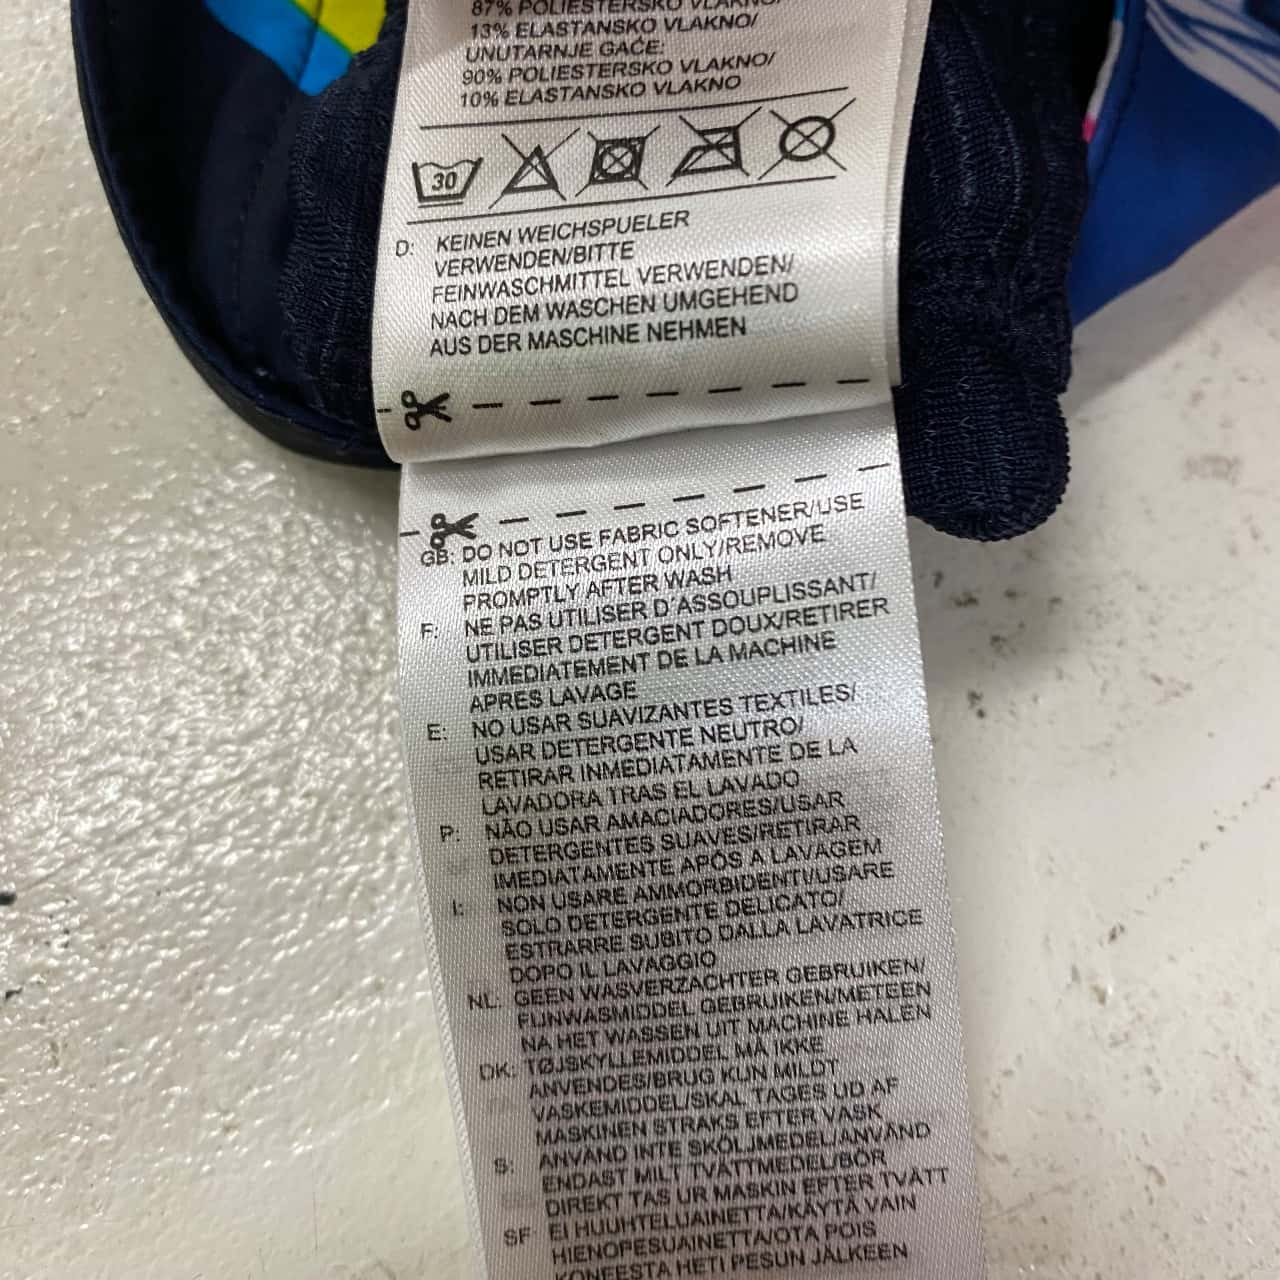 87% POLIESTERSKO VLAKNO/
13% ELASTANSKO VLAKNO/
UNUTARNJE GAĆE:
90% POLIESTERSKO VLAKNO/
10% ELASTANSKO VLAKNO
30
D: KEINEN WEICHSPUELER
VERWENDEN/BITTE
FEINWASCHMITTEL VERWENDEN/
NACH DEM WASCHEN UMGEHEND
AUS DER MASCHINE NEHMEN
GB: DO NOT USE FABRIC SOFTENER/USE
MILD DETERGENT ONLY/REMOVE
PROMPTLY AFTER WASH
F: NE PAS UTILISER D'ASSOUPLISSANT/
UTILISER DETERGENT DOUX/RETIRER
IMMEDIATEMENT DE LA MACHINE
APRES LAVAGE
E: NO USAR SUAVIZANTES TEXTILES/
USAR DETERGENTE NEUTRO/
RETIRAR INMEDIATAMENTE DE LA
LAVADORA TRAS EL LAVADO
P: NÃO USAR AMACIADORES/USAR
DETERGENTES SUAVES/RETIRAR
IMEDIATAMENTE APÓS A LAVAGEM
I: NON USARE AMMORBIDENTI/USARE
SOLO DETERGENTE DELICATO/
ESTRARRE SUBITO DALLA LAVATRICE
DOPO IL LAVAGGIO
NL: GEEN WASVERZACHTER GEBRUIKEN/
FIJNWASMIDDEL GEBRUIKEN/METEEN
NA HET WASSEN UIT MACHINE HALEN
DK: TØJSKYLLEMIDDEL MÅ IKKE
ANVENDES/BRUG KUN MILDT
VASKEMIDDEL/SKAL TAGES UD AF
MASKINEN STRAKS EFTER VASK
S: ANVÄND INTE SKÖLJMEDEL/ANVÄND
ENDAST MILT TVÄTTMEDEL/BÖR
DIREKT TAS UR MASKIN EFTER TVÄTT
SF: EI HUUHTELUAINETTA/KÄYTÄ VAIN
HIENOPESUAINETTA/OTA POIS
KONEESTA HETI PESUN JÄLKEEN